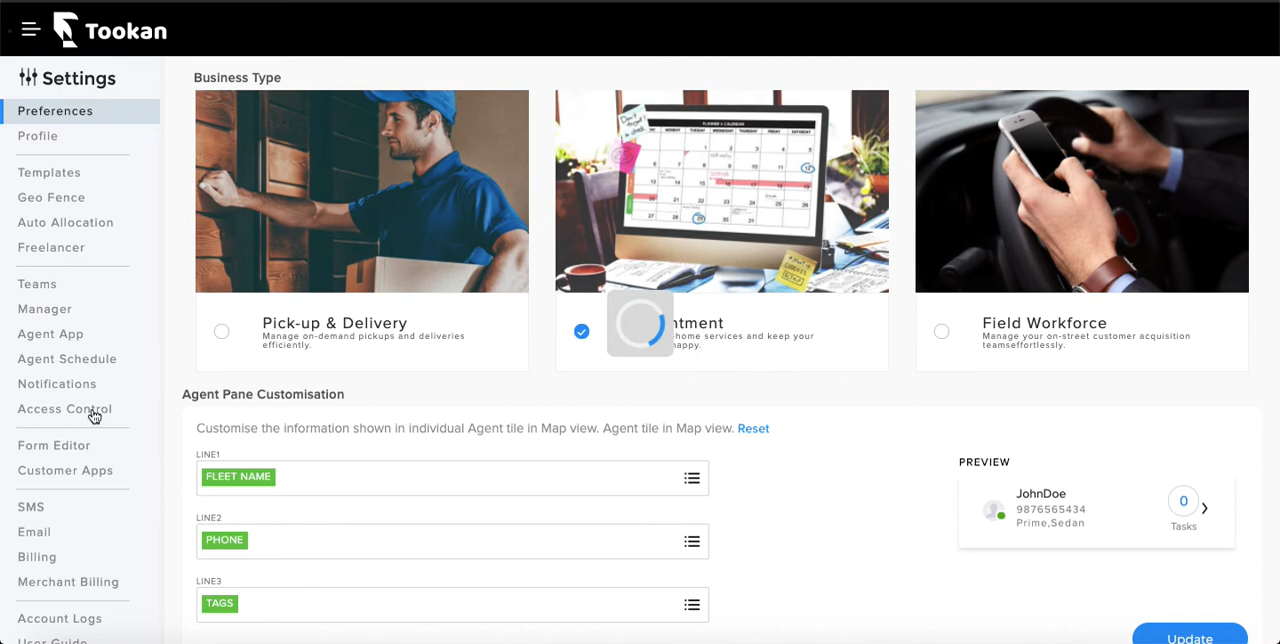 Tookan
Settings
Preferences
Profile
Templates
Geo Fence
Auto Allocation
Freelancer
Teams
Manager
Agent App
Agent Schedule
Notifications
Access Control
Form Editor
Customer Apps
SMS
Email
Billing
Merchant Billing
Account Logs
User Guide
Business Type
Pick-up & Delivery
Manage on-demand pickups and deliveries
efficiently.
ntment
home services and keep your
appy.
Field Workforce
Manage your on-street customer acquisition
teamseffortlessly.
Agent Pane Customisation
Customise the information shown in individual Agent tile in Map view. Agent tile in Map view. Reset
LINE1
FLEET NAME
LINE2
PHONE
LINE3
TAGS
PREVIEW
JohnDoe
9876565434
Prime,Sedan
0
Tasks
Update